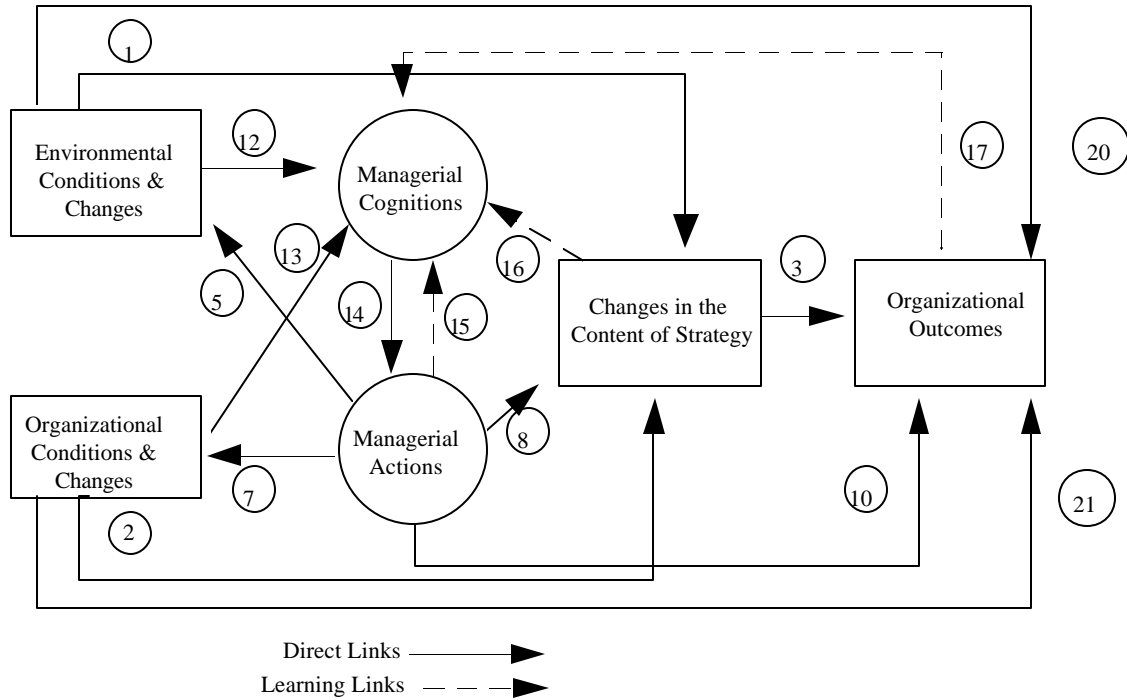 1
12
17
20
Environmental
Conditions &
Changes
Managerial
Cognitions
13
16
3
5
14
15
Changes in the
Content of Strategy
Organizational
Outcomes
Organizational
Conditions &
Changes
Managerial
Actions
8
7
10
21
2
Direct Links
Learning Links